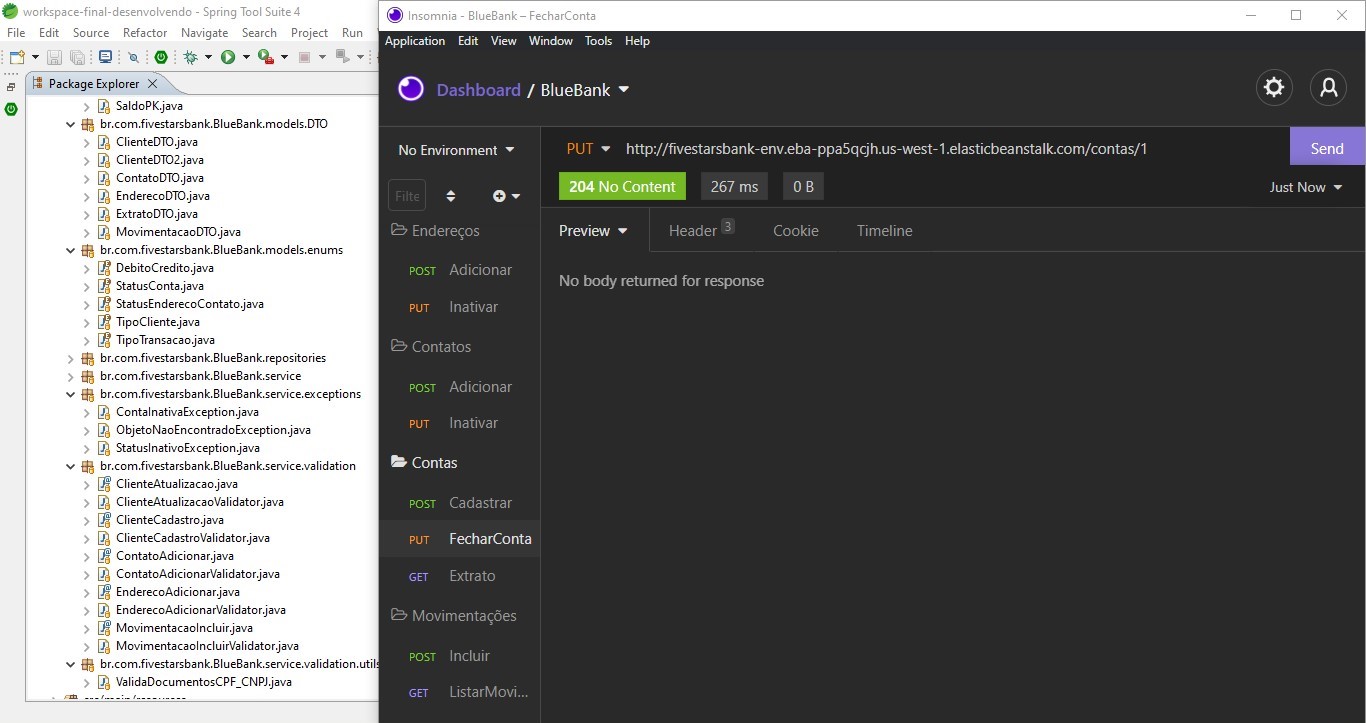 workspace-final-desenvolvendo - Spring Tool Suite 4
File Edit Source Refactor Navigate Search Project Run
Package Explorer
SaldoPK.java
br.com.fivestarsbank.BlueBank.models.DTO
ClienteDTO.java
ClienteDTO2.java
ContatoDTO.java
EnderecoDTO.java
ExtratoDTO.java
MovimentacaoDTO.java
br.com.fivestarsbank.BlueBank.models.enums
DebitoCredito.java
StatusConta.java
StatusEnderecoContato.java
TipoCliente.java
TipoTransacao.java
br.com.fivestarsbank.BlueBank.repositories
br.com.fivestarsbank.BlueBank.service
br.com.fivestarsbank.BlueBank.service.exceptions
ContaInativaException.java
ObjetoNaoEncontradoException.java
StatusInativoException.java
br.com.fivestarsbank.BlueBank.service.validation
ClienteAtualizacao.java
ClienteAtualizacaoValidator.java
ClienteCadastro.java
ClienteCadastroValidator.java
ContatoAdicionar.java
ContatoAdicionarValidator.java
EnderecoAdicionar.java
EnderecoAdicionarValidator.java
MovimentacaoIncluir.java
MovimentacaoIncluirValidator.java
br.com.fivestarsbank.BlueBank.service.validation.utils
ValidaDocumentosCPF_CNPJ.java
src/main/resources
Insomnia - BlueBank – FecharConta
Application Edit View Window Tools Help
Dashboard / BlueBank
No Environment
Filte
Endereços
POST Adicionar
PUT Inativar
Contatos
POST Adicionar
PUT Inativar
Contas
POST Cadastrar
PUT FecharConta
GET Extrato
Movimentações
POST Incluir
GET ListarMovi...
PUT http://fivestarsbank-env.eba-ppa5qcjh.us-west-1.elasticbeanstalk.com/contas/1 Send
204 No Content 267 ms 0 B Just Now
Preview Header 3 Cookie Timeline
No body returned for response